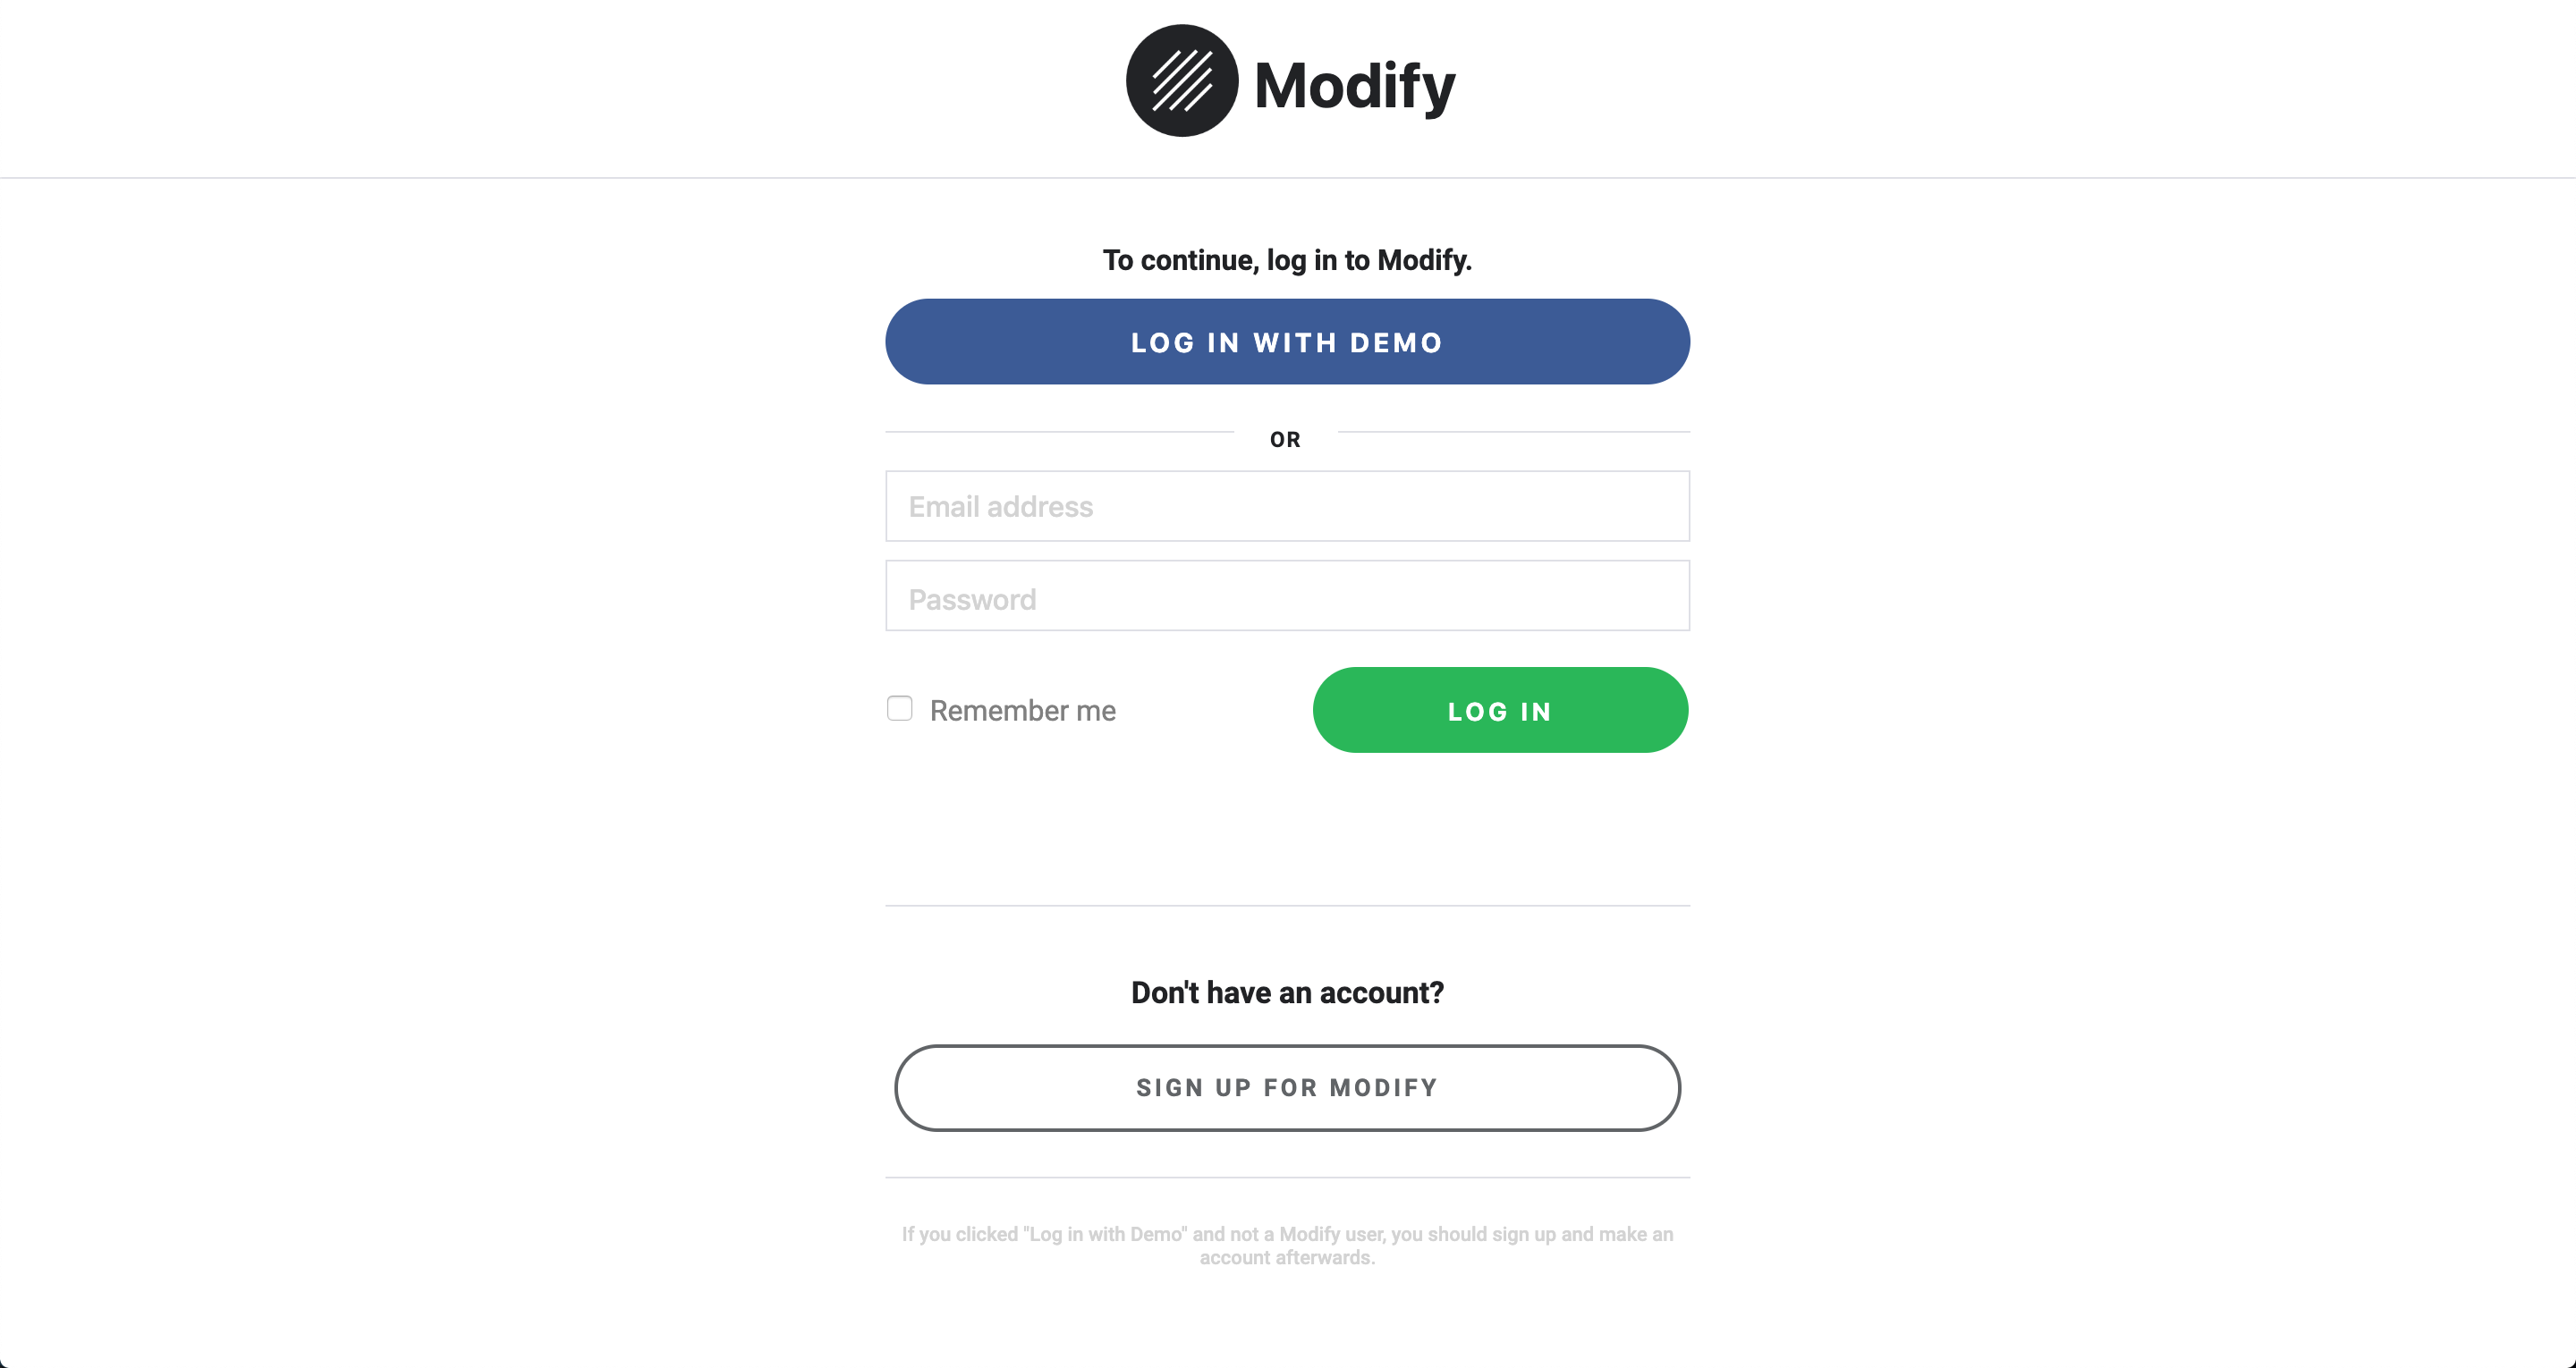 Modify
To continue, log in to Modify.
LOG IN WITH DEMO
OR
Email address
Password
Remember me
LOG IN
Don't have an account?
SIGN UP FOR MODIFY
If you clicked "Log in with Demo" and not a Modify user, you should sign up and make an
account afterwards.